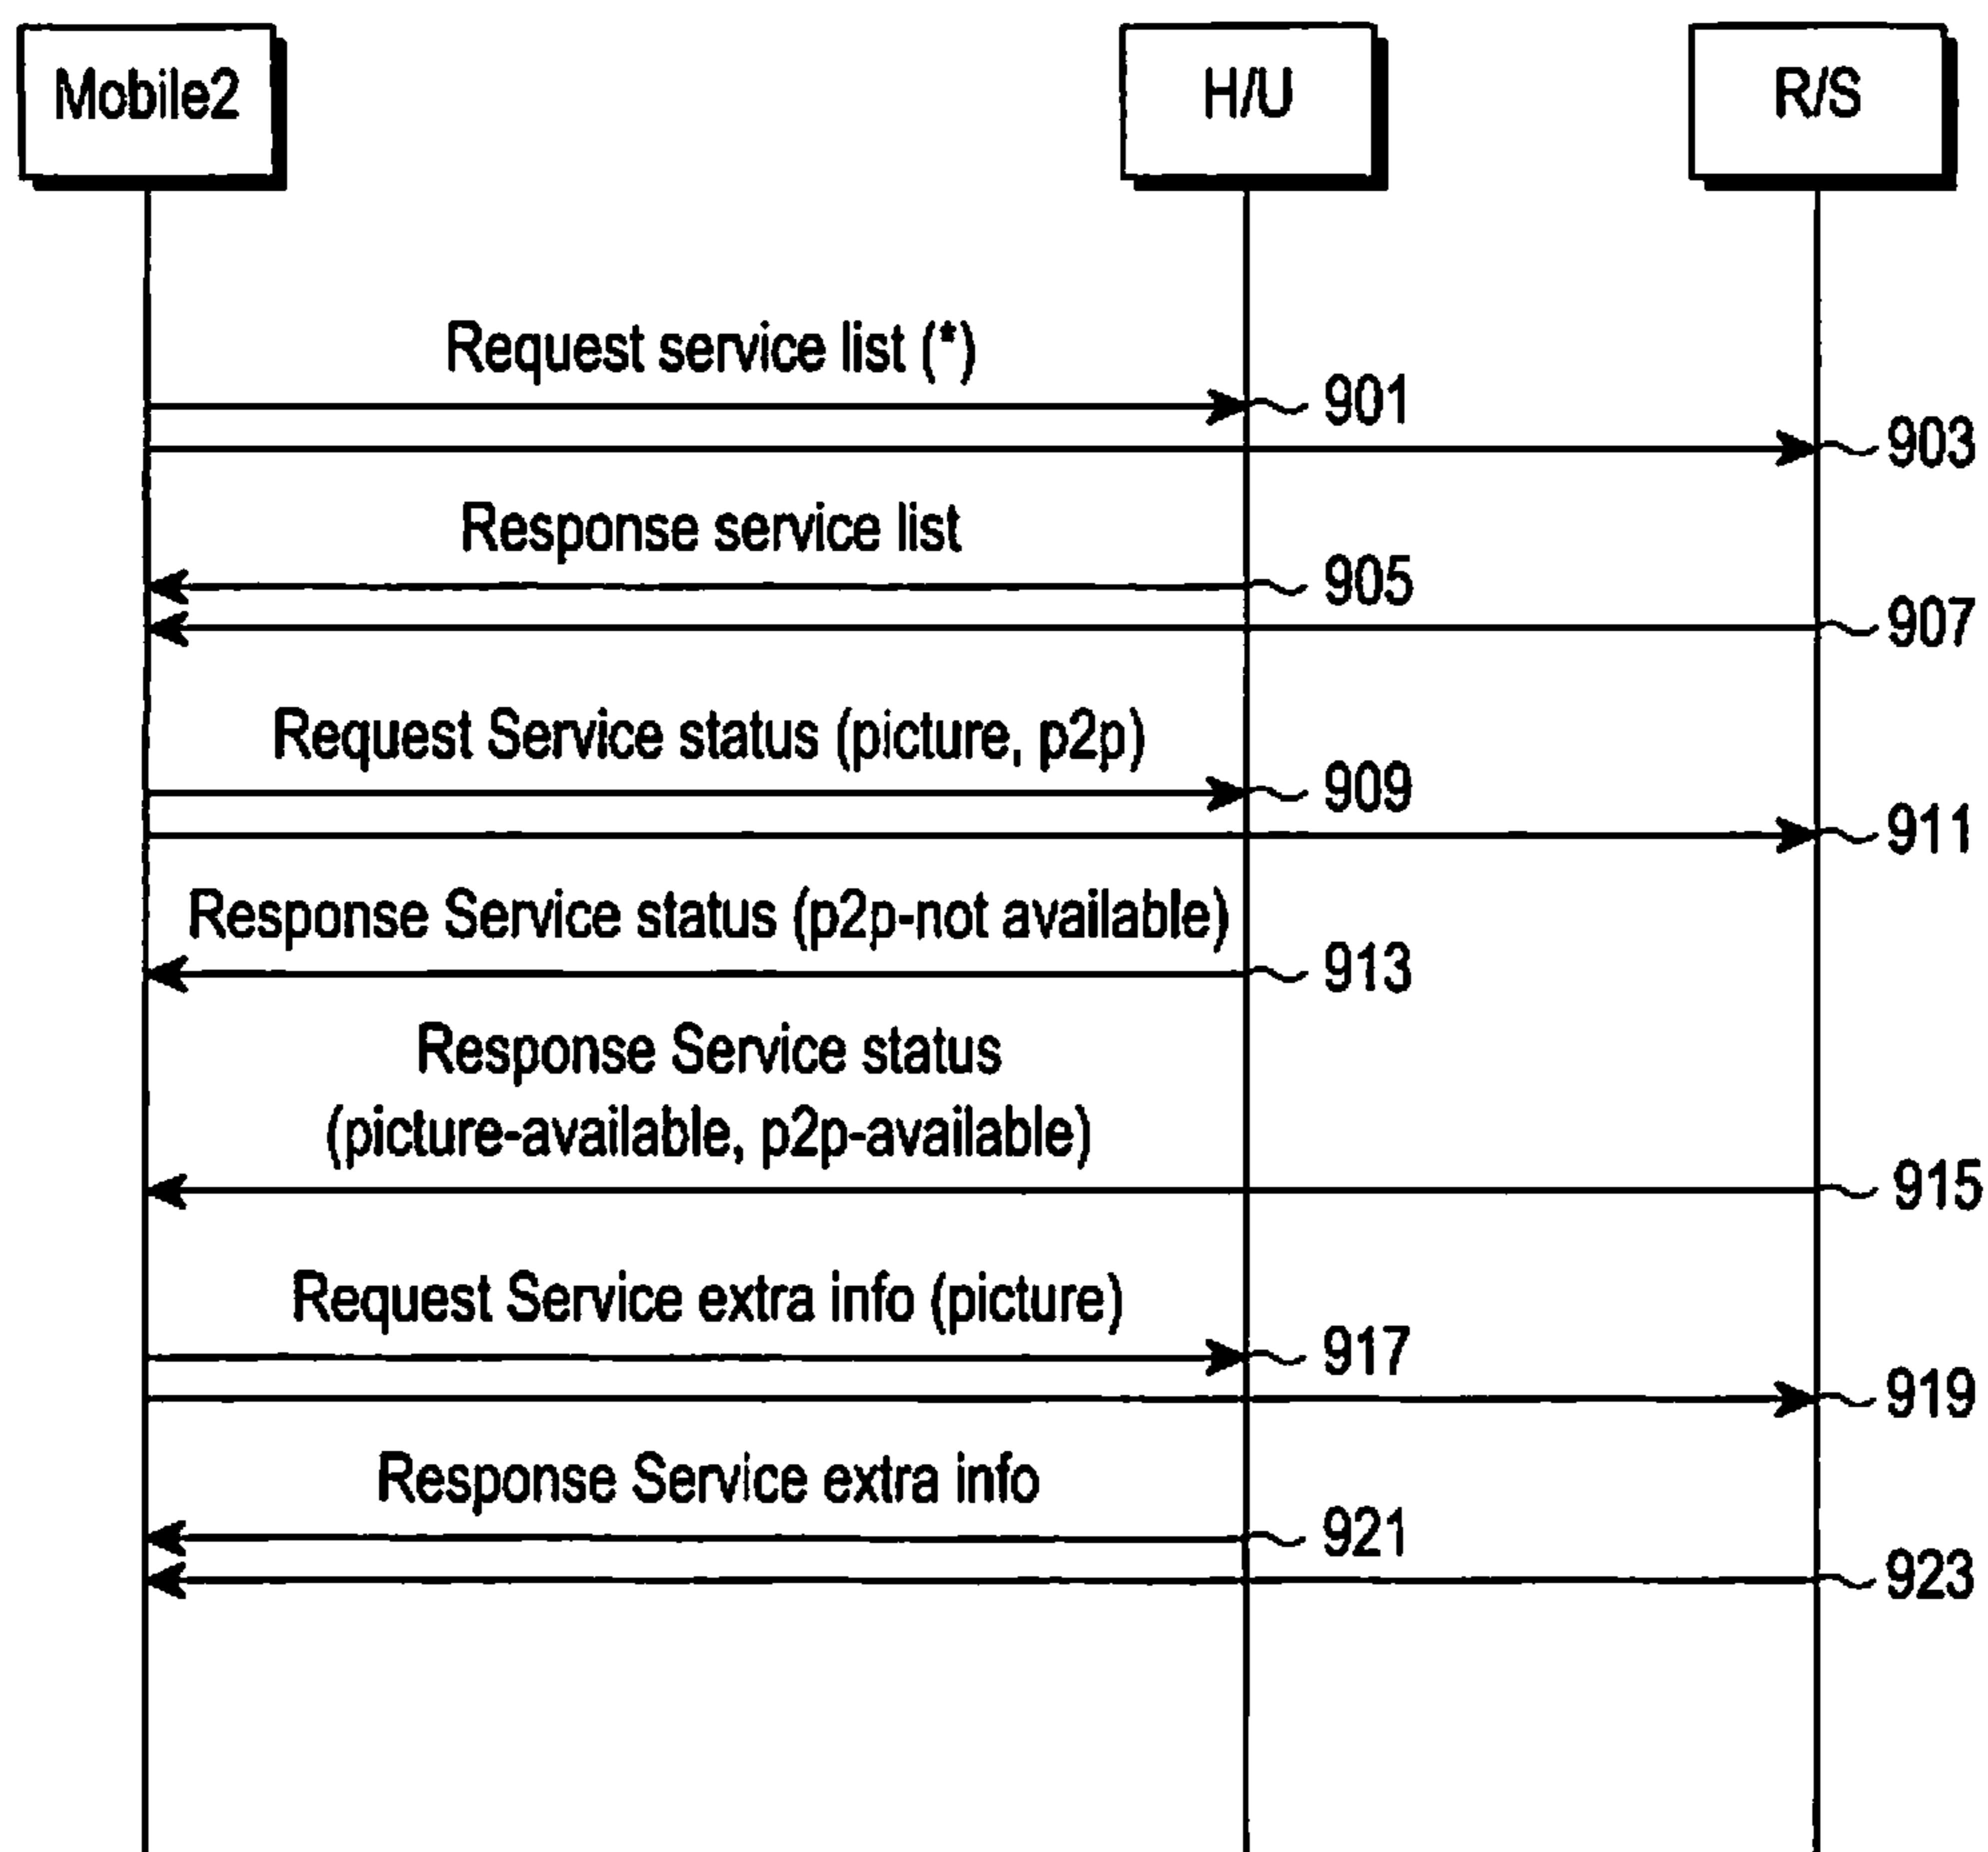 Mobile2
H/U
R/S
Request service list (*)
901
903
Response service list
905
907
Request Service status (picture, p2p)
909
911
Response Service status (p2p-not available)
913
Response Service status
(picture-available, p2p-available)
915
Request Service extra info (picture)
917
919
Response Service extra info
921
923